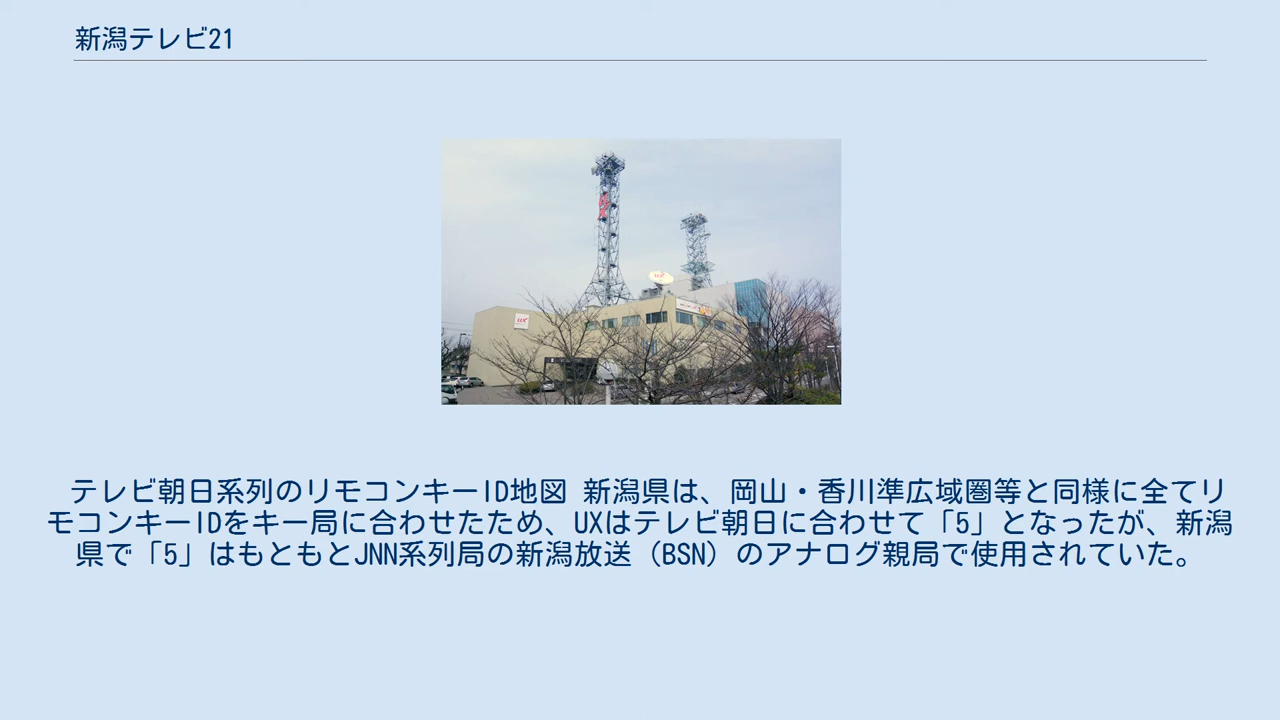 新潟テレビ21
UX
UX
UX
テレビ朝日系列のリモコンキーID地図 新潟県は、岡山・香川準広域圏等と同様に全てリ
モコンキーIDをキー局に合わせたため、UXはテレビ朝日に合わせて「5」となったが、新潟
県で「5」はもともとJNN系列局の新潟放送（BSN）のアナログ親局で使用されていた。